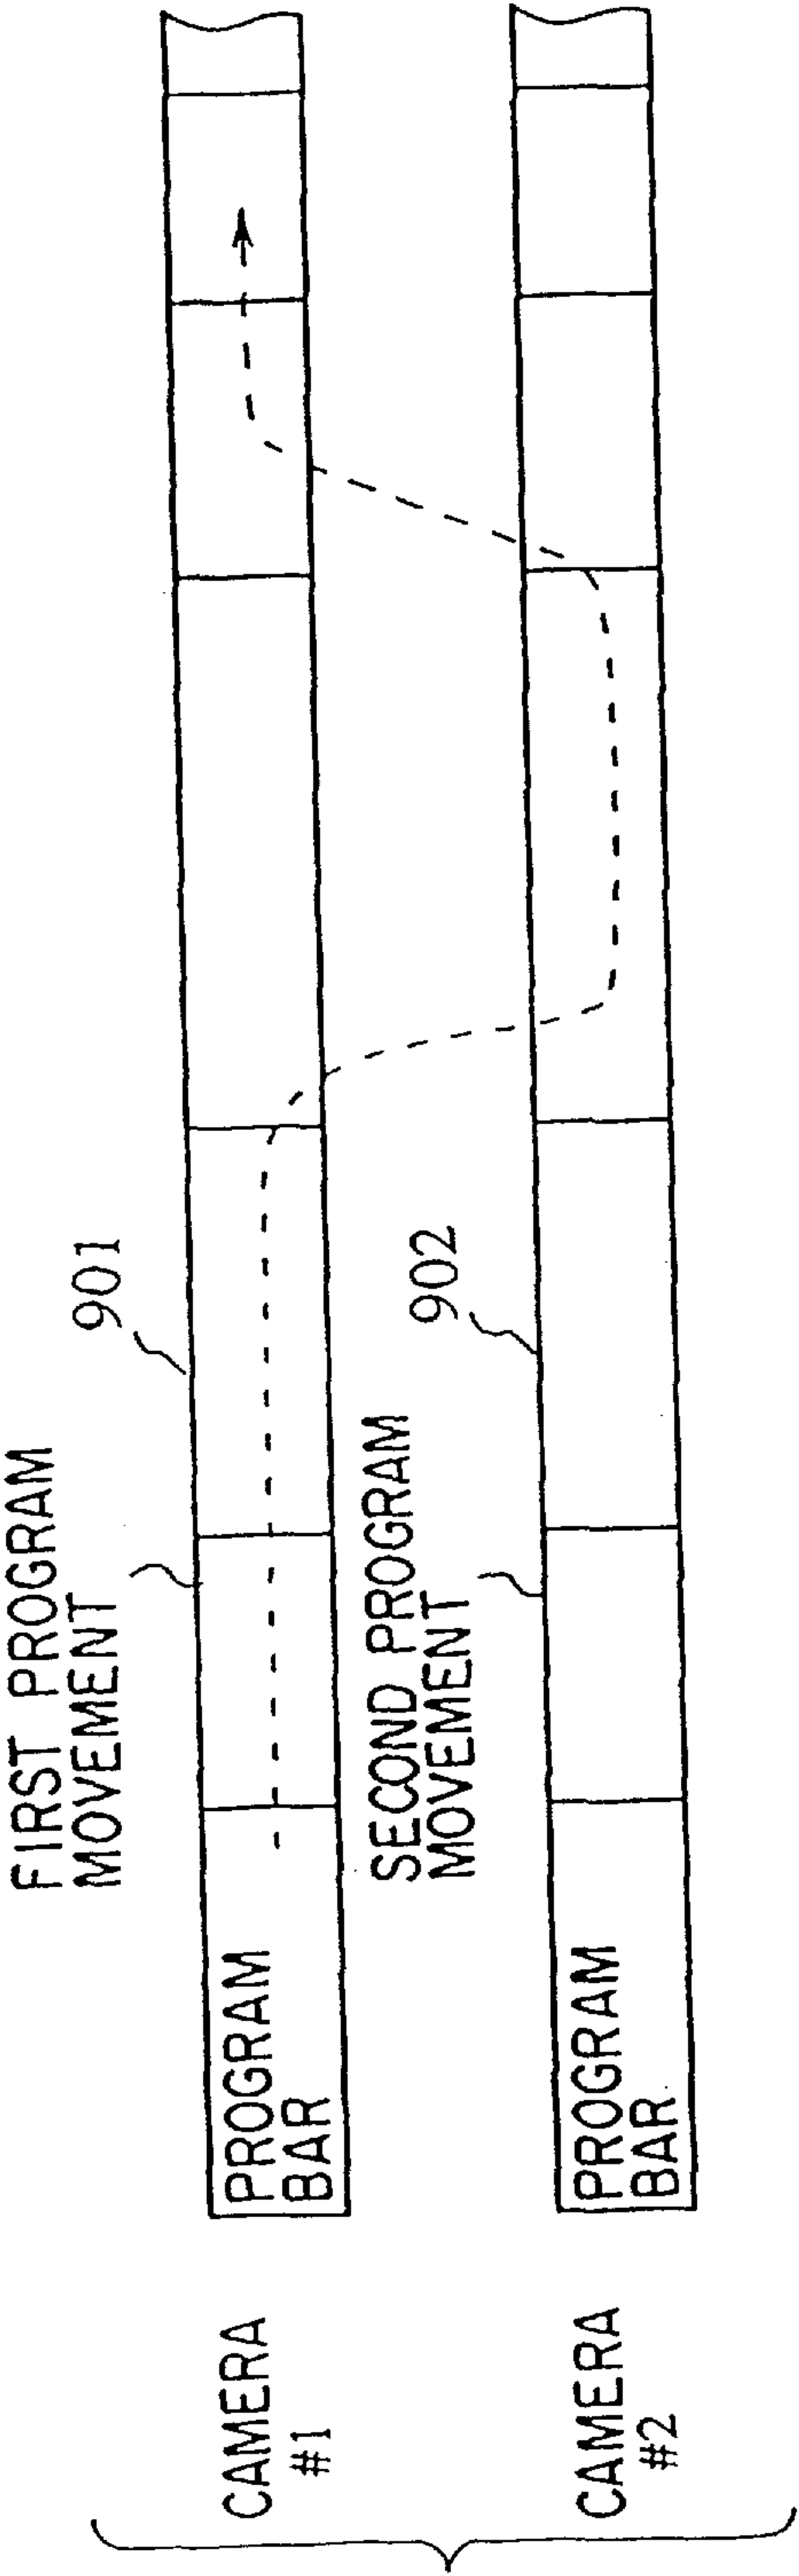 FIRST PROGRAM
MOVEMENT
901
CAMERA
#1
PROGRAM
BAR
SECOND PROGRAM
MOVEMENT
902
CAMERA
#2
PROGRAM
BAR